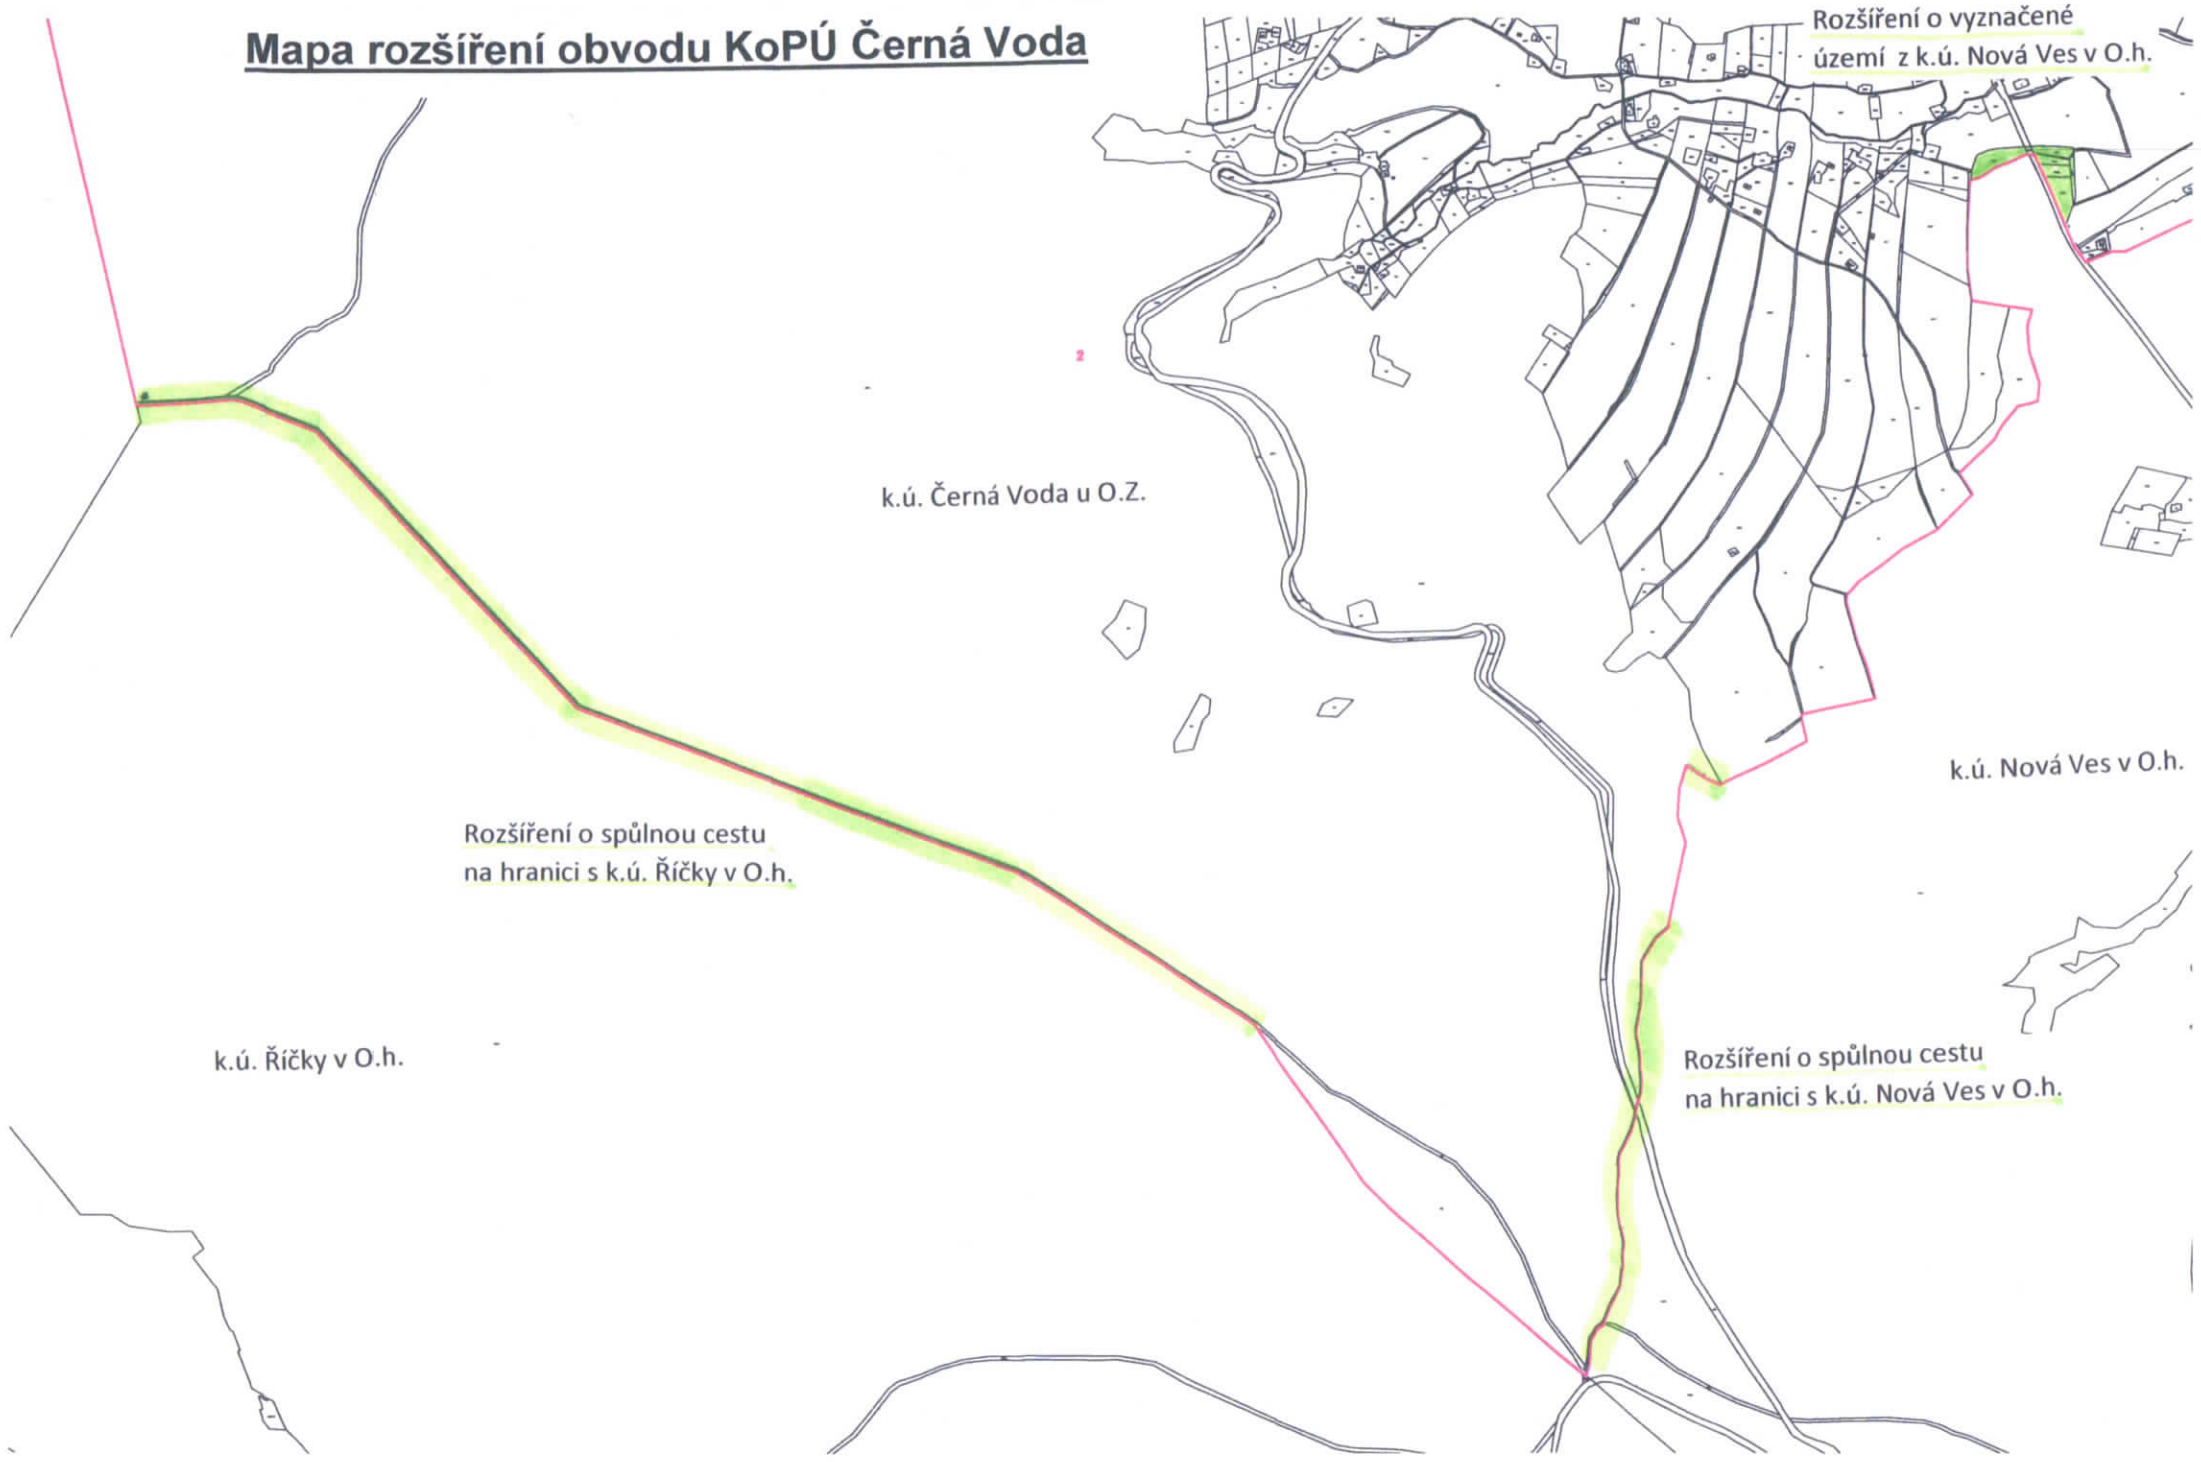 Mapa rozšíření obvodu KoPÚ Černá Voda
Rozšíření o vyznačené
území z k.ú. Nová Ves v O.h.
2
k.ú. Černá Voda u O.Z.
k.ú. Nová Ves v O.h.
Rozšíření o spůlnou cestu
na hranici s k.ú. Říčky v O.h.
k.ú. Říčky v O.h.
Rozšíření o spůlnou cestu
na hranici s k.ú. Nová Ves v O.h.